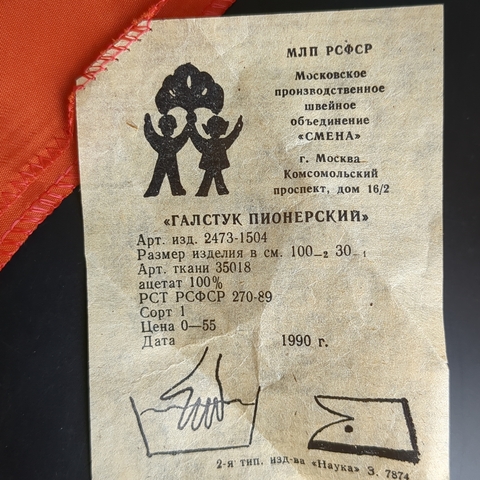 МЛП РСФСР
Московское
производственное
швейное
объединение
«СМЕНА»
г. Москва
Комсомольский
проспект, дом 16/2
«ГАЛСТУК ПИОНЕРСКИЙ»
Арт. изд. 2473-1504
Размер изделия в см. 100₋₂ 30₋₁
Арт. ткани 35018
ацетат 100%
РСТ РСФСР 270-89
Сорт 1
Цена 0—55
Дата 1990 г.
2-я тип. изд-ва «Наука» З. 7874